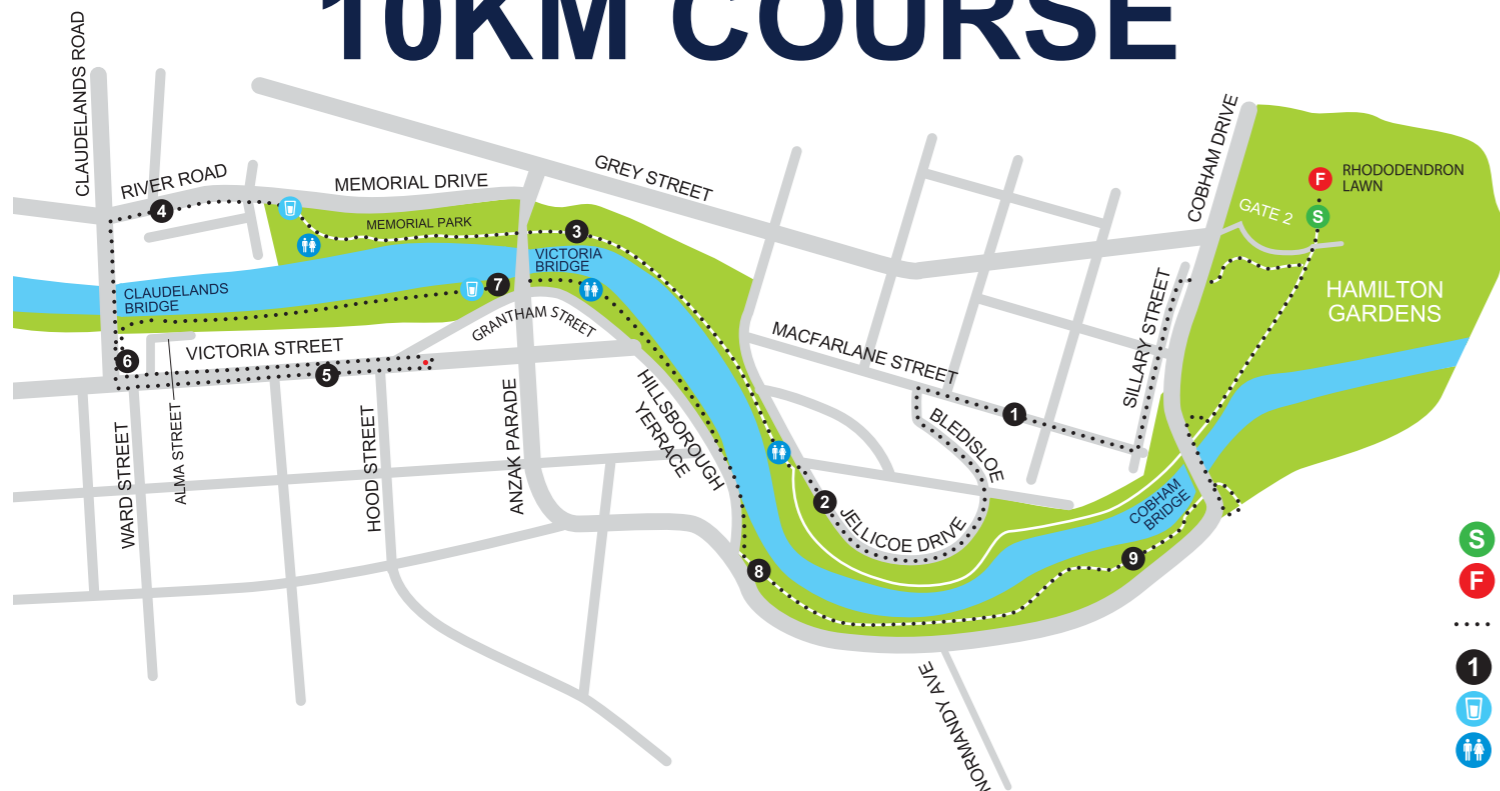 10KM COURSE
CLAUDELANDS ROAD
RIVER ROAD
4
MEMORIAL DRIVE
MEMORIAL PARK
GREY STREET
3
COBHAM DRIVE
F
RHODODENDRON
LAWN
S
GATE 2
HAMILTON
GARDENS
VICTORIA
BRIDGE
7
CLAUDELANDS
BRIDGE
GRANTHAM STREET
6
VICTORIA STREET
5
MACFARLANE STREET
SILLARY STREET
1
BLEDISLOE
HILLSBOROUGH
YERRACE
ANZAK PARADE
HOOD STREET
ALMA STREET
WARD STREET
2
JELLICOE DRIVE
COBHAM
BRIDGE
8
9
NORMANDY AVE
S
F
1